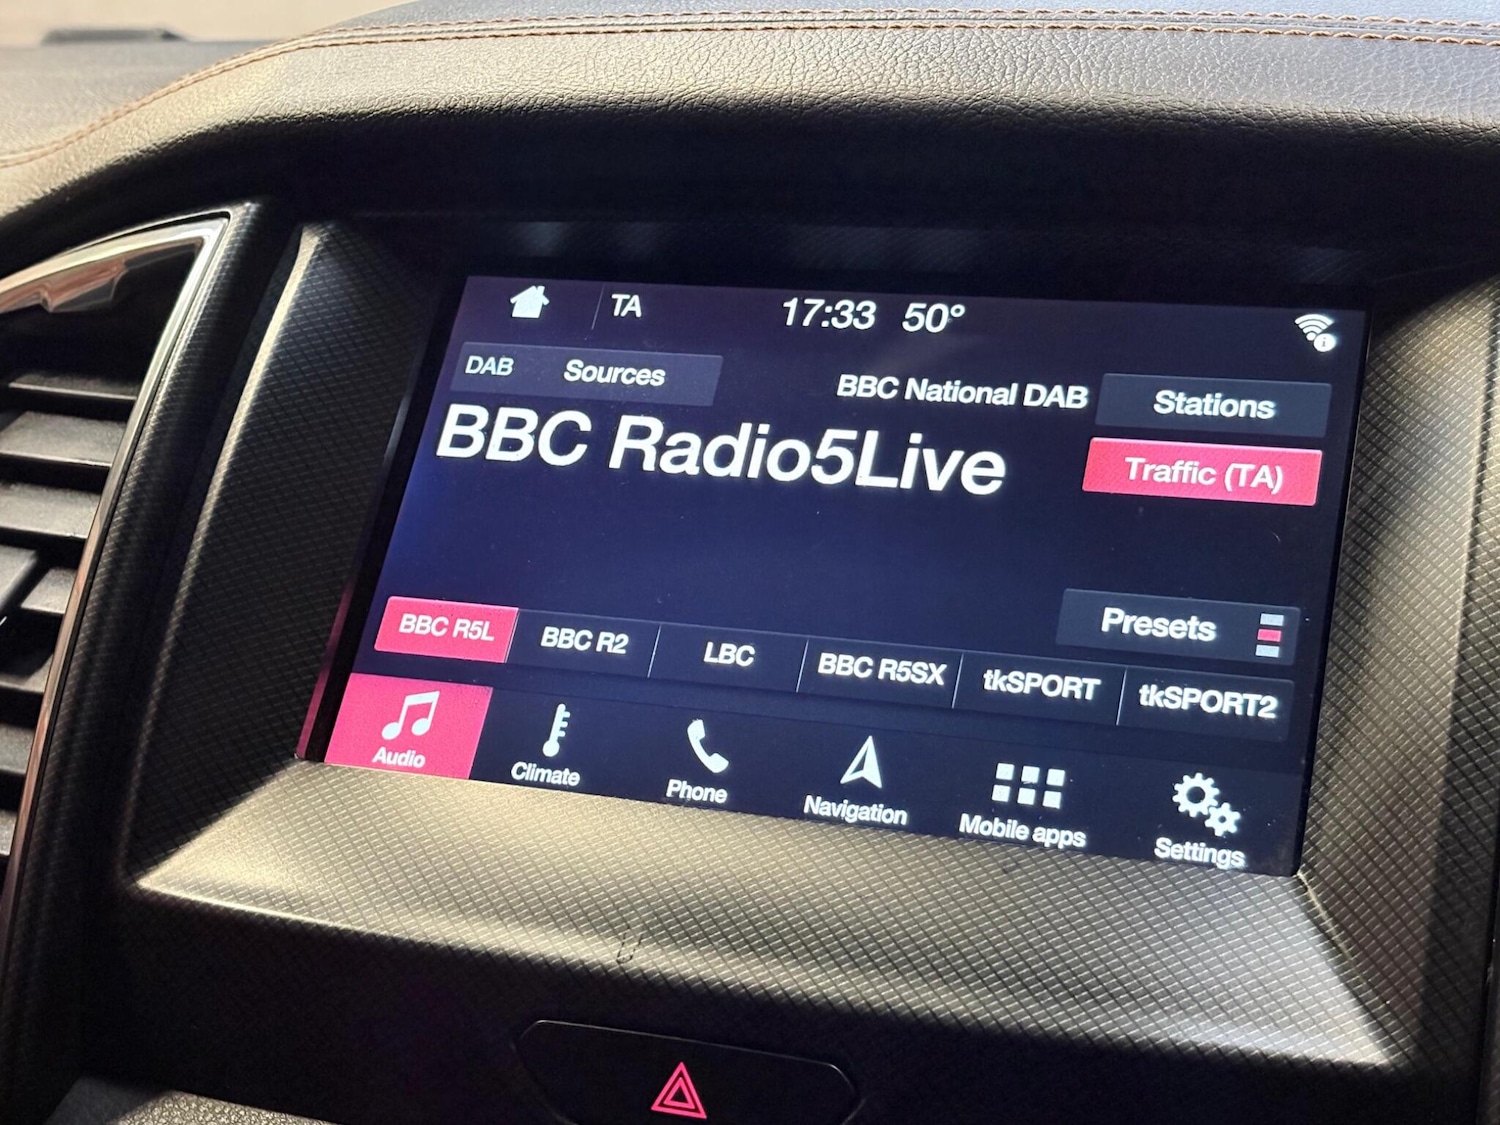 TA 17:33 50°
DAB Sources
BBC National DAB Stations
BBC Radio5Live
Traffic (TA)
Presets
BBC R5L BBC R2 LBC BBC R5SX tkSPORT tkSPORT2
Audio Climate Phone Navigation Mobile apps Settings